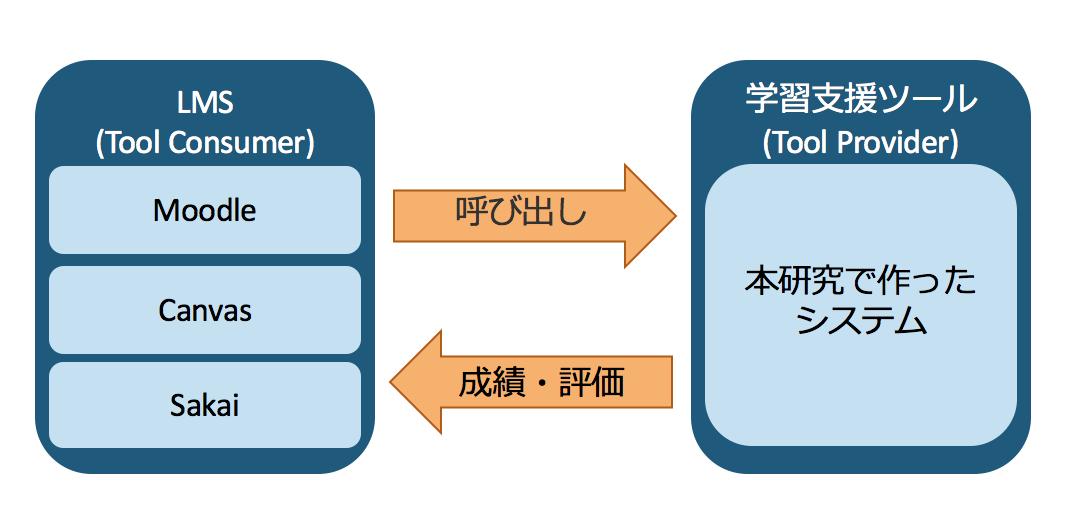 LMS
(Tool Consumer)
Moodle
Canvas
Sakai
呼び出し
成績・評価
学習支援ツール
(Tool Provider)
本研究で作った
システム